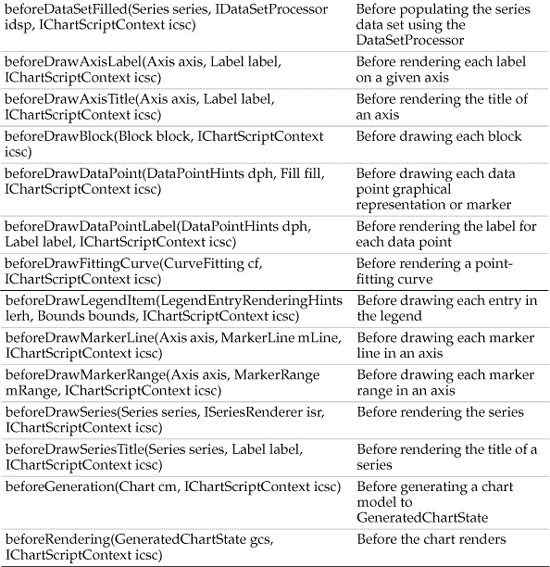 beforeDataSetFilled(Series series, IDataSetProcessor
idsp, IChartScriptContext icsc)
Before populating the series
data set using the
DataSetProcessor
beforeDrawAxisLabel(Axis axis, Label label,
IChartScriptContext icsc)
Before rendering each label
on a given axis
beforeDrawAxisTitle(Axis axis, Label label,
IChartScriptContext icsc)
Before rendering the title of
an axis
beforeDrawBlock(Block block, IChartScriptContext
icsc)
Before drawing each block
beforeDrawDataPoint(DataPointHints dph, Fill fill,
IChartScriptContext icsc)
Before drawing each data
point graphical
representation or marker
beforeDrawDataPointLabel(DataPointHints dph,
Label label, IChartScriptContext icsc)
Before rendering the label for
each data point
beforeDrawFittingCurve(CurveFitting cf,
IChartScriptContext icsc)
Before rendering a point-
fitting curve
beforeDrawLegendItem(LegendEntryRenderingHints
lerh, Bounds bounds, IChartScriptContext icsc)
Before drawing each entry in
the legend
beforeDrawMarkerLine(Axis axis, MarkerLine mLine,
IChartScriptContext icsc)
Before drawing each marker
line in an axis
beforeDrawMarkerRange(Axis axis, MarkerRange
mRange, IChartScriptContext icsc)
Before drawing each marker
range in an axis
beforeDrawSeries(Series series, ISeriesRenderer isr,
IChartScriptContext icsc)
Before rendering the series
beforeDrawSeriesTitle(Series series, Label label,
IChartScriptContext icsc)
Before rendering the title of a
series
beforeGeneration(Chart cm, IChartScriptContext icsc)
Before generating a chart
model to
GeneratedChartState
beforeRendering(GeneratedChartState gcs,
IChartScriptContext icsc)
Before the chart renders